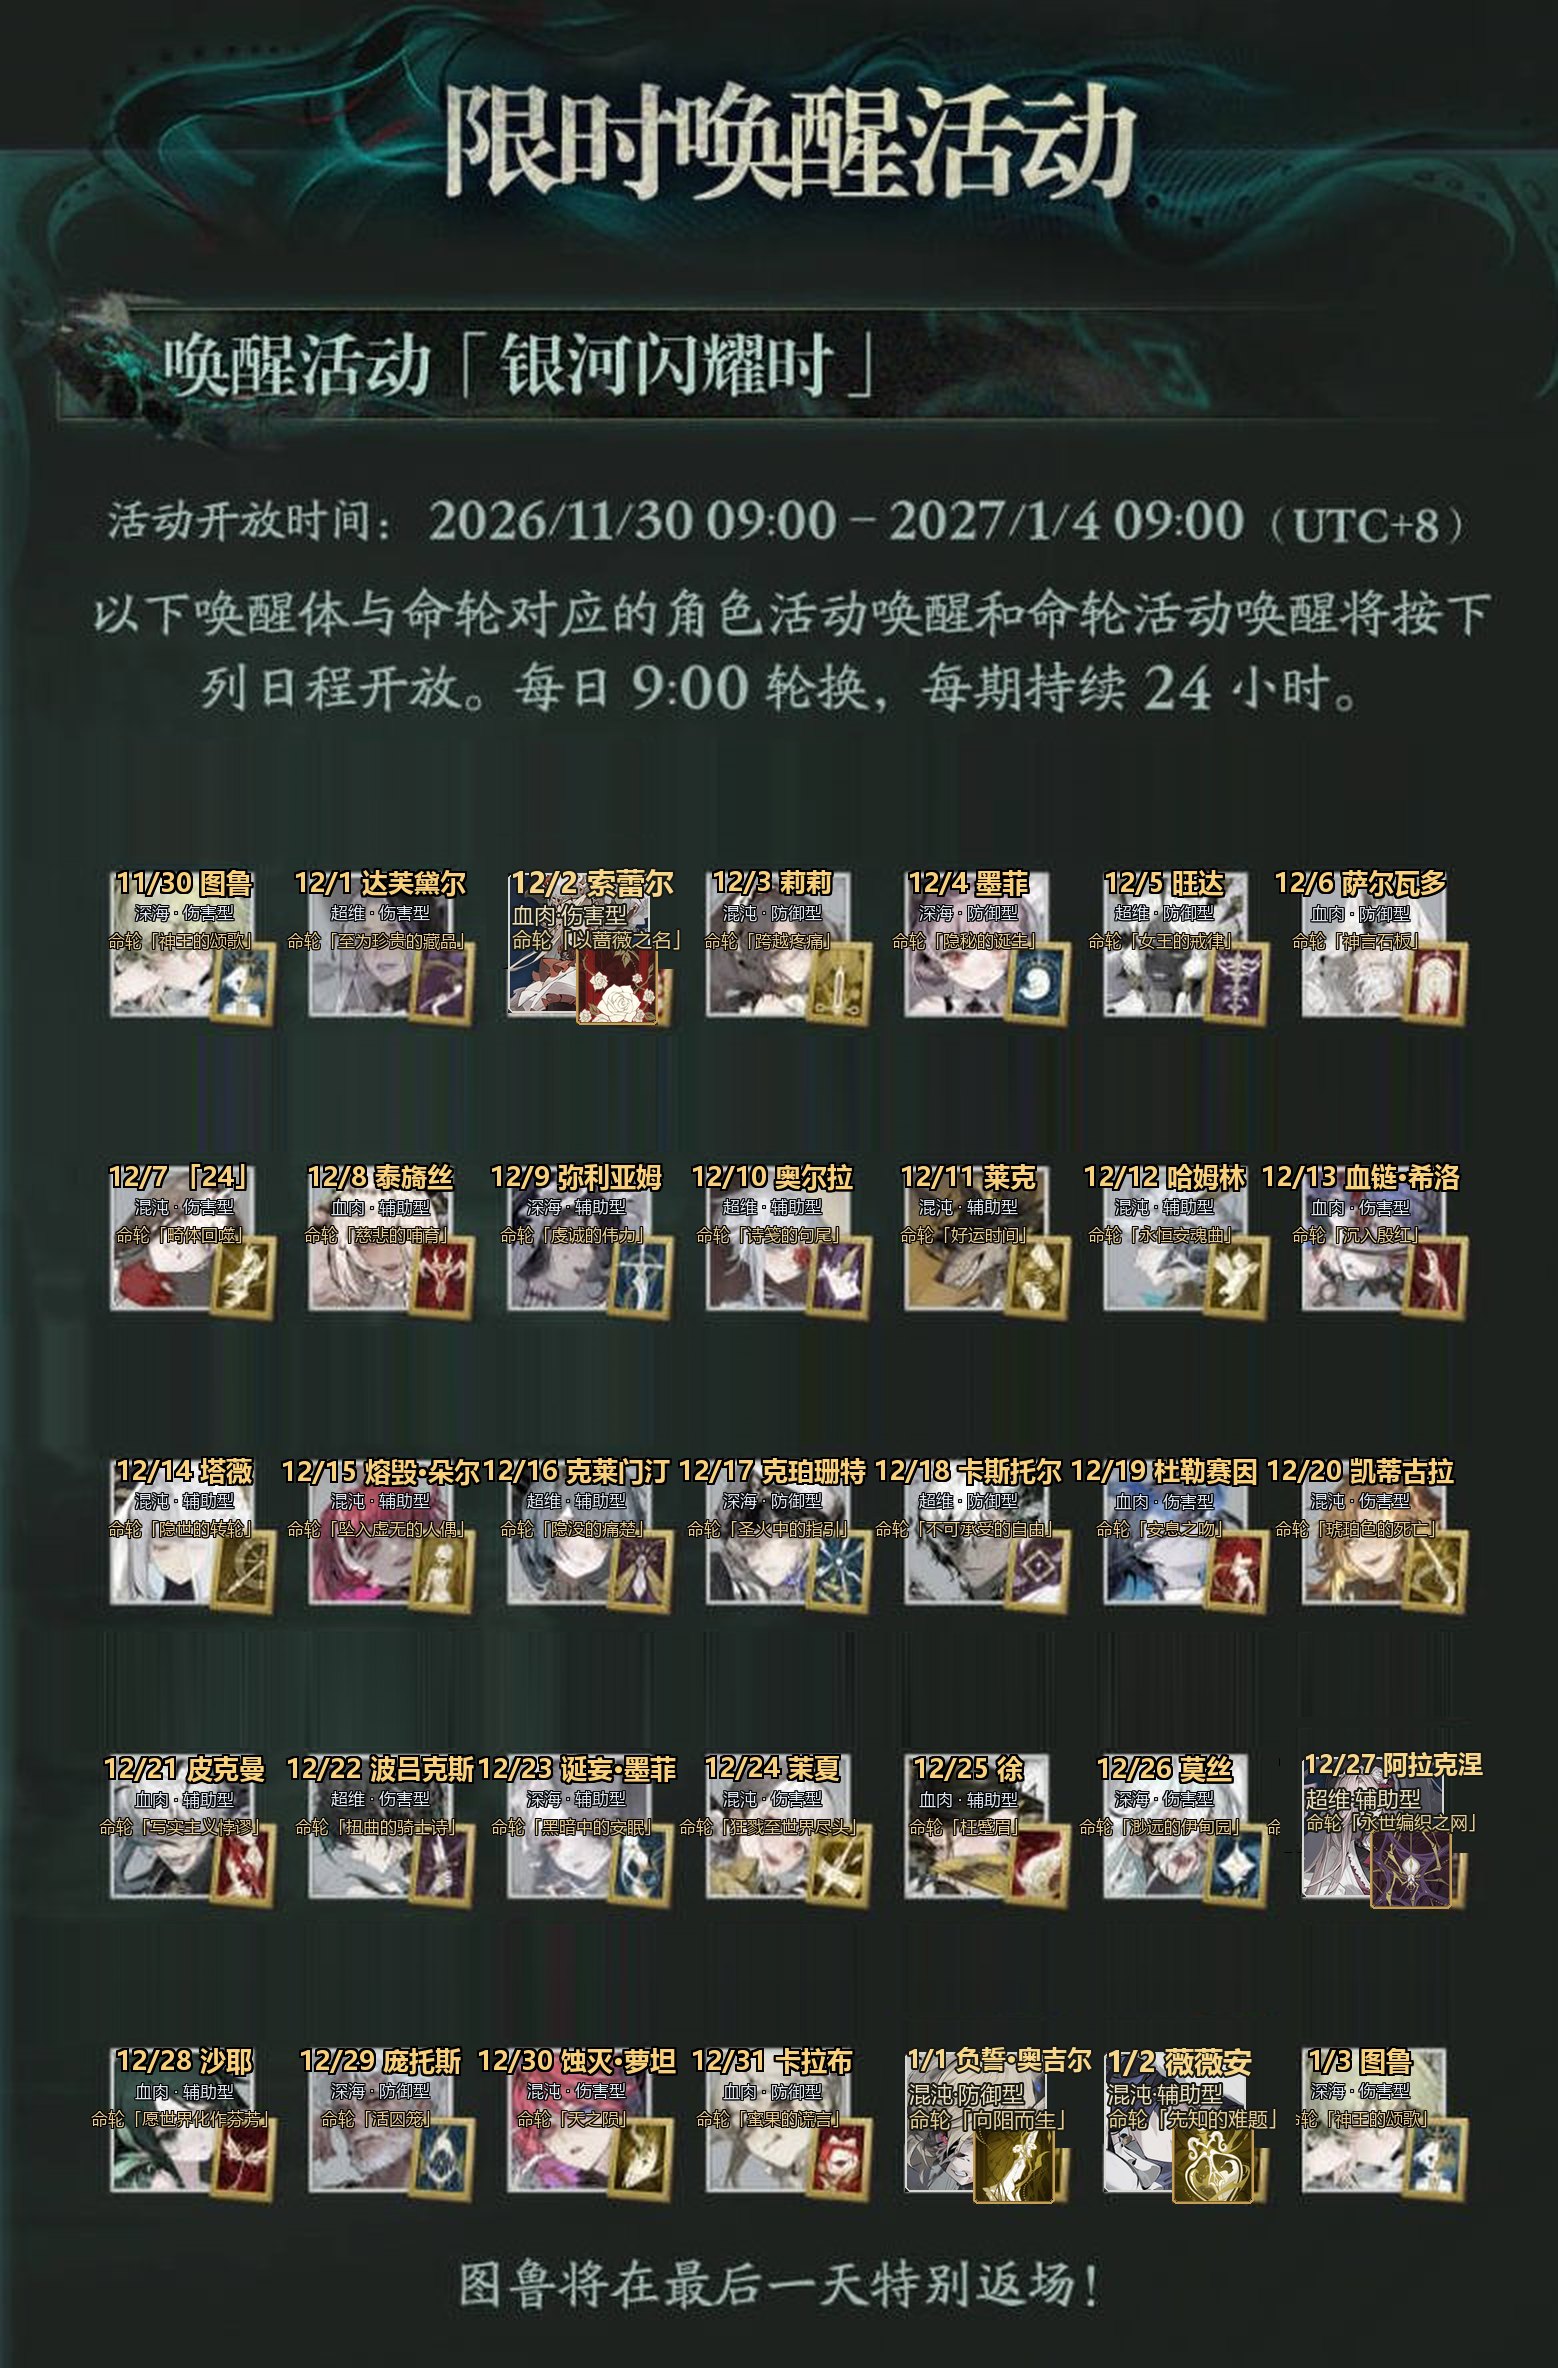 限时唤醒活动
唤醒活动「银河闪耀时」
活动开放时间：2026/11/30 09:00 – 2027/1/4 09:00（UTC+8）
以下唤醒体与命轮对应的角色活动唤醒和命轮活动唤醒将按下
列日程开放。每日 9:00 轮换，每期持续 24 小时。
11/30 图鲁
深海·伤害型
命轮「神王的颂歌」
12/1 达芙黛尔
超维·伤害型
命轮「至为珍贵的藏品」
12/2 索蕾尔
血肉·伤害型
命轮「以蔷薇之名」
12/3 莉莉
混沌·防御型
命轮「跨越疼痛」
12/4 墨菲
深海·防御型
命轮「隐秘的诞生」
12/5 旺达
超维·防御型
命轮「女王的戒律」
12/6 萨尔瓦多
血肉·防御型
命轮「神言石板」
12/7 「24」
混沌·伤害型
命轮「畸体回噬」
12/8 泰旖丝
血肉·辅助型
命轮「慈悲的哺育」
12/9 弥利亚姆
深海·辅助型
命轮「虔诚的伟力」
12/10 奥尔拉
超维·辅助型
命轮「诗笺的句尾」
12/11 莱克
混沌·辅助型
命轮「好运时间」
12/12 哈姆林
混沌·辅助型
命轮「永恒安魂曲」
12/13 血链·希洛
血肉·伤害型
命轮「沉入殷红」
12/14 塔薇
混沌·辅助型
命轮「隐世的转轮」
12/15 熔毁·朵尔
混沌·辅助型
命轮「坠入虚无的人偶」
12/16 克莱门汀
超维·辅助型
命轮「隐没的痛楚」
12/17 克珀珊特
深海·防御型
命轮「圣火中的指引」
12/18 卡斯托尔
超维·防御型
命轮「不可承受的自由」
12/19 杜勒赛因
血肉·伤害型
命轮「安息之吻」
12/20 凯蒂古拉
混沌·伤害型
命轮「琥珀色的死亡」
12/21 皮克曼
血肉·辅助型
命轮「写实主义悖谬」
12/22 波吕克斯
超维·伤害型
命轮「扭曲的骑士诗」
12/23 诞妄·墨菲
深海·辅助型
命轮「黑暗中的安眠」
12/24 茉夏
混沌·伤害型
命轮「狂戮至世界尽头」
12/25 徐
血肉·辅助型
命轮「枉蹙眉」
12/26 莫丝
深海·伤害型
命轮「渺远的伊甸园」
命
12/27 阿拉克涅
超维·辅助型
命轮「永世编织之网」
12/28 沙耶
血肉·辅助型
命轮「愿世界化作芬芳」
12/29 庞托斯
深海·防御型
命轮「活囚笼」
12/30 蚀灭·萝坦
混沌·伤害型
命轮「天之陨」
12/31 卡拉布
血肉·防御型
命轮「蜜果的谎言」
1/1 负誓·奥吉尔
混沌·防御型
命轮「向阻而生」
1/2 薇薇安
混沌·辅助型
命轮「先知的难题」
1/3 图鲁
深海·伤害型
命轮「神王的颂歌」
图鲁将在最后一天特别返场！